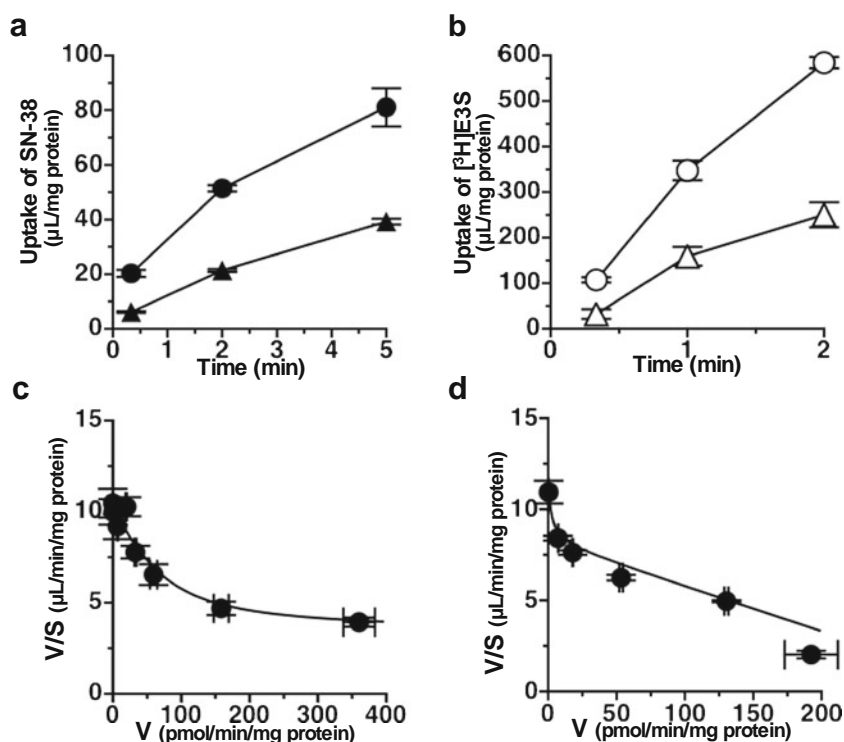 a
Uptake of SN-38
(µL/mg protein)
100
80
60
40
20
0
0 1 2 3 4 5
Time (min)
b
Uptake of [³H]E3S
(µL/mg protein)
600
500
400
300
200
100
0
0 1 2
Time (min)
c
V/S (µL/min/mg protein)
15
10
5
0
0 100 200 300 400
V (pmol/min/mg protein)
d
V/S (µL/min/mg protein)
15
10
5
0
0 50 100 150 200
V (pmol/min/mg protein)